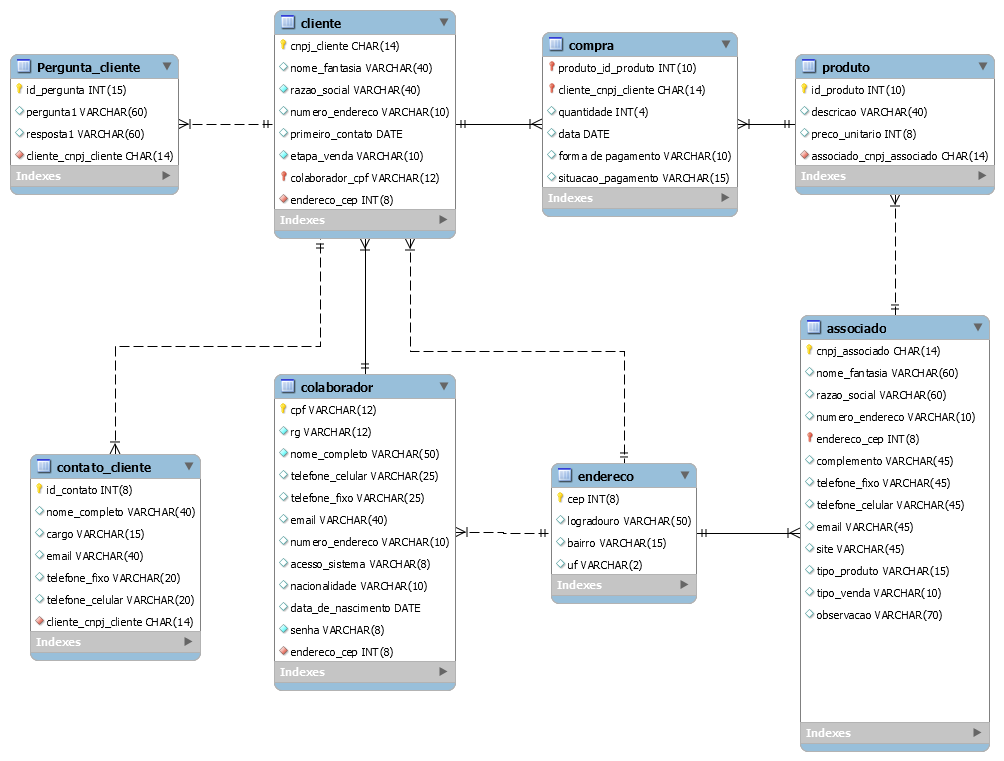 cliente
cnpj_cliente CHAR(14)
nome_fantasia VARCHAR(40)
razao_social VARCHAR(40)
numero_endereco VARCHAR(10)
primeiro_contato DATE
etapa_venda VARCHAR(10)
colaborador_cpf VARCHAR(12)
endereco_cep INT(8)
Indexes
Pergunta_cliente
id_pergunta INT(15)
pergunta1 VARCHAR(60)
resposta1 VARCHAR(60)
cliente_cnpj_cliente CHAR(14)
Indexes
compra
produto_id_produto INT(10)
cliente_cnpj_cliente CHAR(14)
quantidade INT(4)
data DATE
forma de pagamento VARCHAR(10)
situacao_pagamento VARCHAR(15)
Indexes
produto
id_produto INT(10)
descricao VARCHAR(40)
preco_unitario INT(8)
associado_cnpj_associado CHAR(14)
Indexes
contato_cliente
id_contato INT(8)
nome_completo VARCHAR(40)
cargo VARCHAR(15)
email VARCHAR(40)
telefone_fixo VARCHAR(20)
telefone_celular VARCHAR(20)
cliente_cnpj_cliente CHAR(14)
Indexes
colaborador
cpf VARCHAR(12)
rg VARCHAR(12)
nome_completo VARCHAR(50)
telefone_celular VARCHAR(25)
telefone_fixo VARCHAR(25)
email VARCHAR(40)
numero_endereco VARCHAR(10)
acesso_sistema VARCHAR(8)
nacionalidade VARCHAR(10)
data_de_nascimento DATE
senha VARCHAR(8)
endereco_cep INT(8)
Indexes
endereco
cep INT(8)
logradouro VARCHAR(50)
bairro VARCHAR(15)
uf VARCHAR(2)
Indexes
associado
cnpj_associado CHAR(14)
nome_fantasia VARCHAR(60)
razao_social VARCHAR(60)
numero_endereco VARCHAR(10)
endereco_cep INT(8)
complemento VARCHAR(45)
telefone_fixo VARCHAR(45)
telefone_celular VARCHAR(45)
email VARCHAR(45)
site VARCHAR(45)
tipo_produto VARCHAR(15)
tipo_venda VARCHAR(10)
observacao VARCHAR(70)
Indexes